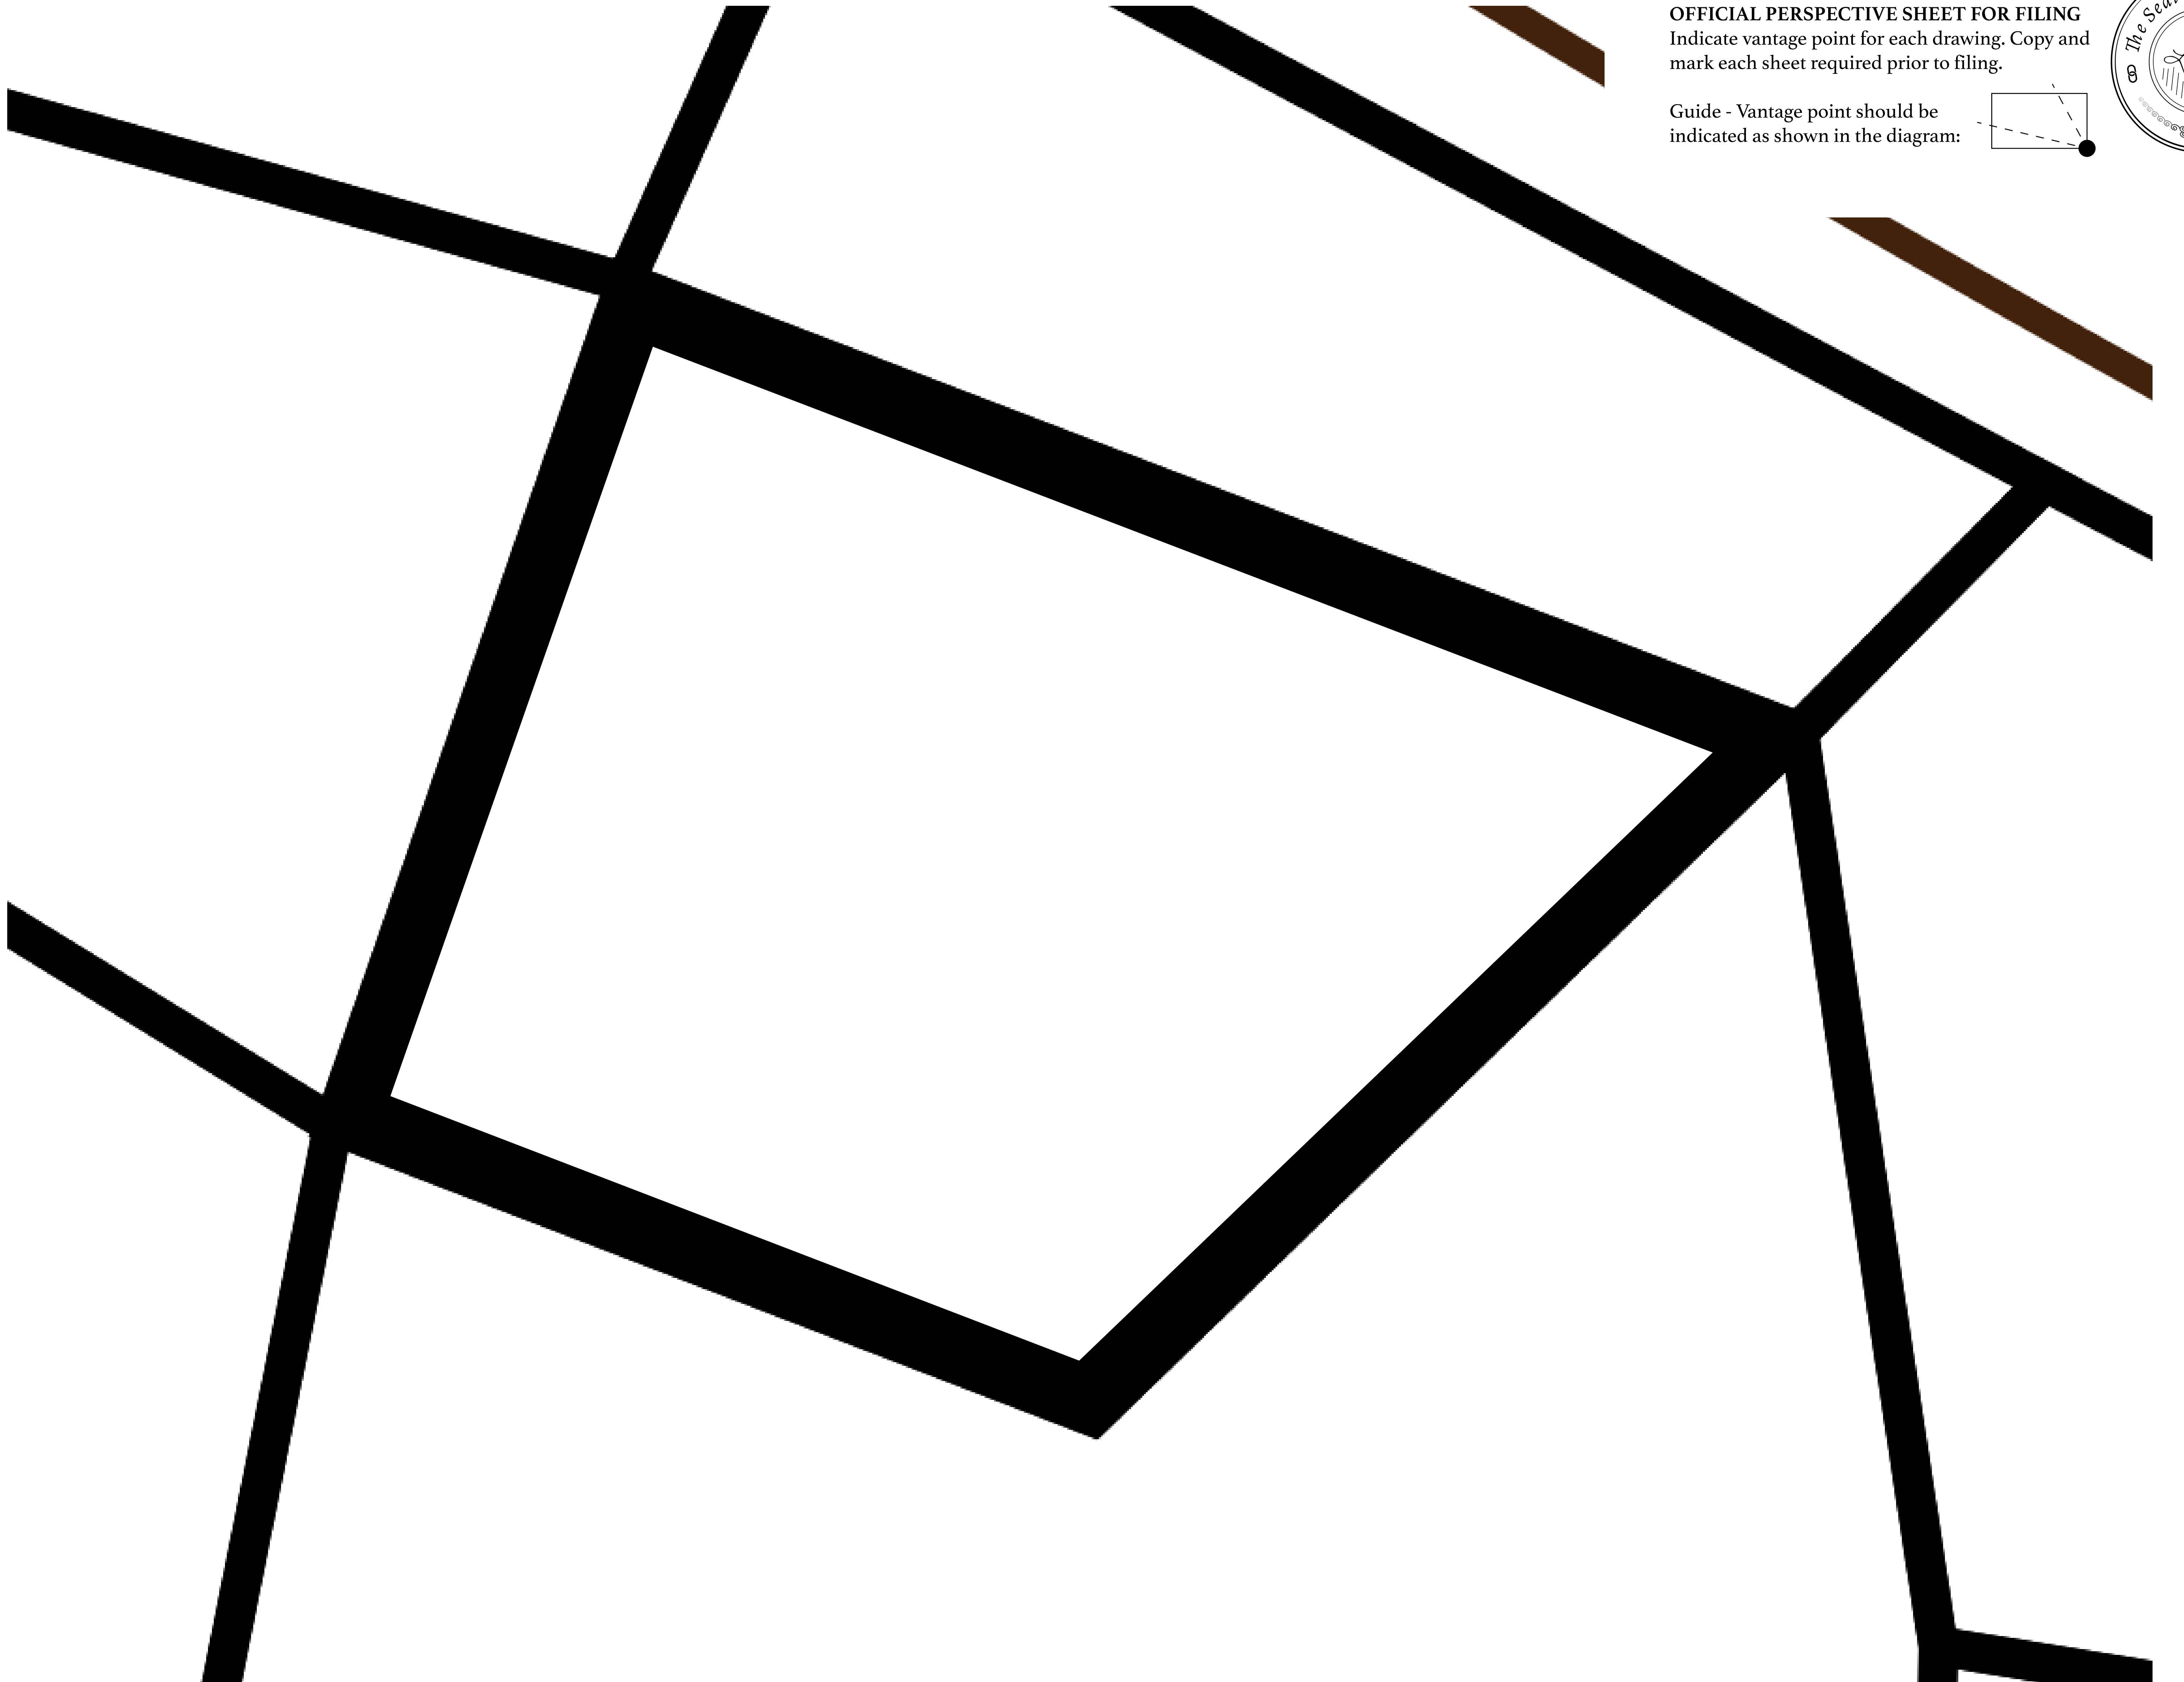 OFFICIAL PERSPECTIVE SHEET FOR FILING
Indicate vantage point for each drawing. Copy and
mark each sheet required prior to filing.
Guide - Vantage point should be
indicated as shown in the diagram:
The